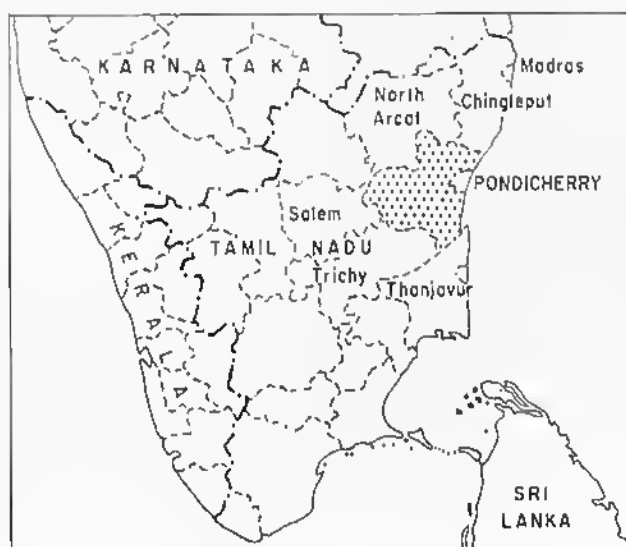 KARNATAKA
Madras
North
Arcot
Chingleput
PONDICHERRY
Salem
TAMIL NADU
Trichy
Thanjavur
KERALA
SRI
LANKA